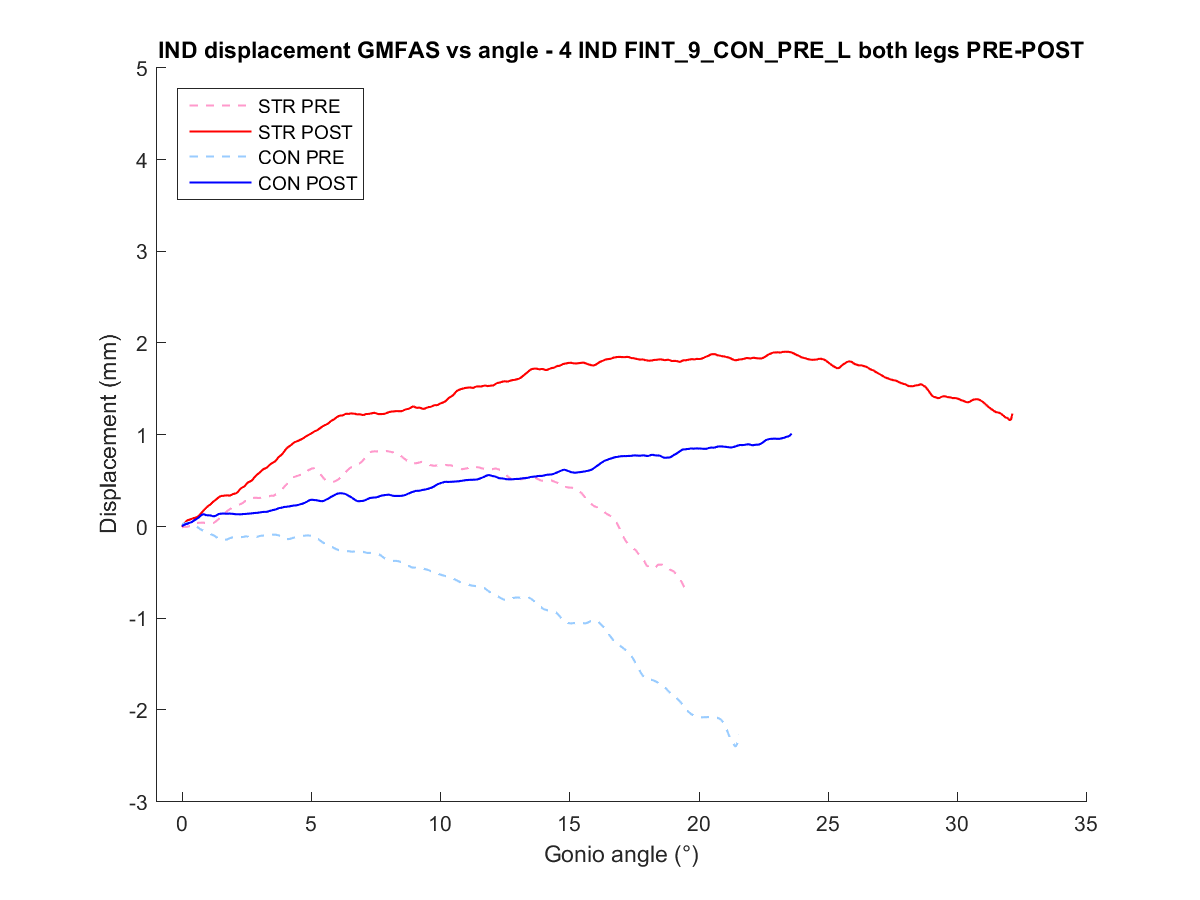 IND displacement GMFAS vs angle - 4 IND FINT_9_CON_PRE_L both legs PRE-POST
STR PRE
STR POST
CON PRE
CON POST
5
4
3
2
1
0
-1
-2
-3
Displacement (mm)
0 5 10 15 20 25 30 35
Gonio angle (°)